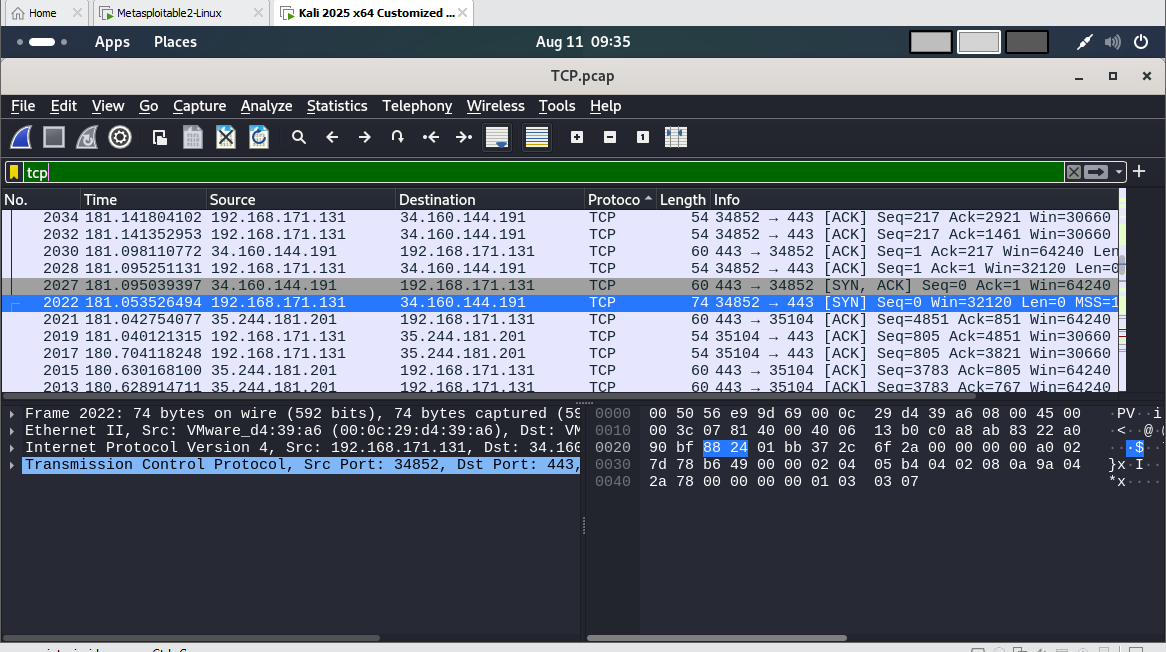 Home Metasploitable2-Linux Kali 2025 x64 Customized ...
Apps Places Aug 11 09:35
TCP.pcap
File Edit View Go Capture Analyze Statistics Telephony Wireless Tools Help
tcp
No. Time Source Destination Protoco Length Info
2034 181.141804102 192.168.171.131 34.160.144.191 TCP 54 34852 → 443 [ACK] Seq=217 Ack=2921 Win=30660
2032 181.141352953 192.168.171.131 34.160.144.191 TCP 54 34852 → 443 [ACK] Seq=217 Ack=1461 Win=30660
2030 181.098110772 34.160.144.191 192.168.171.131 TCP 60 443 → 34852 [ACK] Seq=1 Ack=217 Win=64240 Len
2028 181.095251131 192.168.171.131 34.160.144.191 TCP 54 34852 → 443 [ACK] Seq=1 Ack=1 Win=32120 Len=0
2027 181.095039397 34.160.144.191 192.168.171.131 TCP 60 443 → 34852 [SYN, ACK] Seq=0 Ack=1 Win=64240
2022 181.053526494 192.168.171.131 34.160.144.191 TCP 74 34852 → 443 [SYN] Seq=0 Win=32120 Len=0 MSS=1
2021 181.042754077 35.244.181.201 192.168.171.131 TCP 60 443 → 35104 [ACK] Seq=4851 Ack=851 Win=64240
2019 181.040121315 192.168.171.131 35.244.181.201 TCP 54 35104 → 443 [ACK] Seq=805 Ack=4851 Win=30660
2017 180.704118248 192.168.171.131 35.244.181.201 TCP 54 35104 → 443 [ACK] Seq=805 Ack=3821 Win=30660
2015 180.630168100 35.244.181.201 192.168.171.131 TCP 60 443 → 35104 [ACK] Seq=3783 Ack=805 Win=64240
2013 180.628914711 35.244.181.201 192.168.171.131 TCP 60 443 → 35104 [ACK] Seq=3783 Ack=767 Win=64240
Frame 2022: 74 bytes on wire (592 bits), 74 bytes captured (59
Ethernet II, Src: VMware_d4:39:a6 (00:0c:29:d4:39:a6), Dst: VM
Internet Protocol Version 4, Src: 192.168.171.131, Dst: 34.160
Transmission Control Protocol, Src Port: 34852, Dst Port: 443,
0000 00 50 56 e9 9d 69 00 0c 29 d4 39 a6 08 00 45 00 ·PV··i
0010 00 3c 07 81 40 00 40 06 13 b0 c0 a8 ab 83 22 a0 ·<··@·@
0020 90 bf 88 24 01 bb 37 2c 6f 2a 00 00 00 00 a0 02 ···$
0030 7d 78 b6 49 00 00 02 04 05 b4 04 02 08 0a 9a 04 }x·I··
0040 2a 78 00 00 00 00 01 03 03 07 *x····